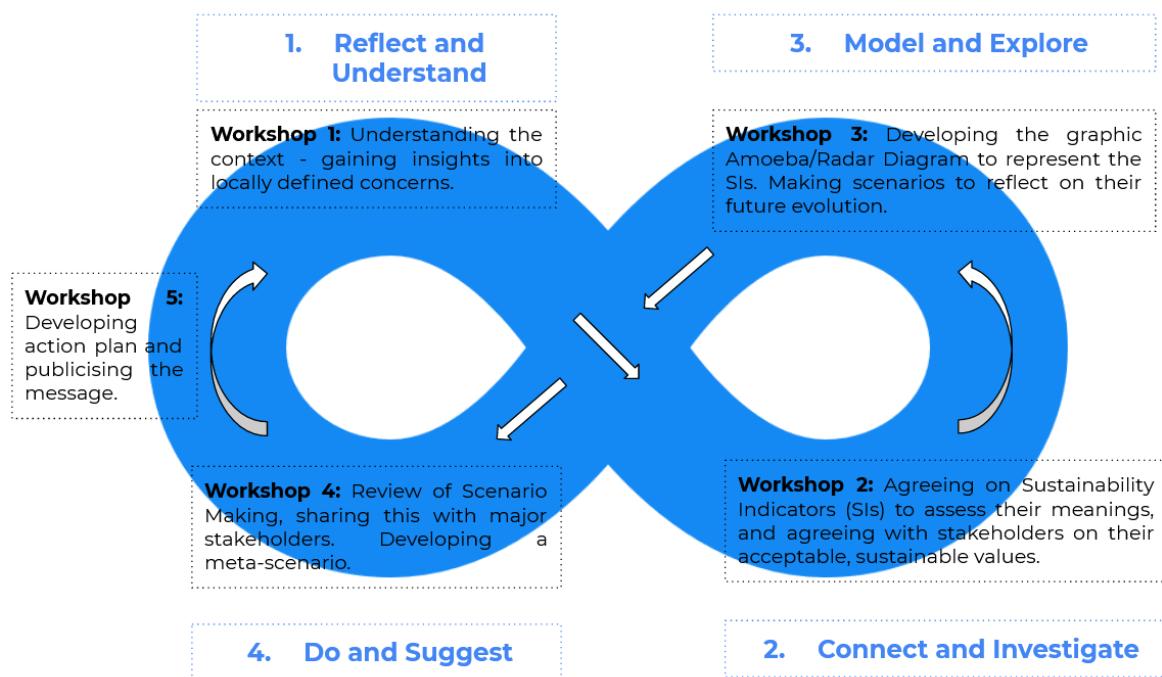 1. Reflect and
Understand
3. Model and Explore
Workshop 1: Understanding the
context - gaining insights into
locally defined concerns.
Workshop 3: Developing the graphic
Amoeba/Radar Diagram to represent the
SIs. Making scenarios to reflect on their
future evolution.
Workshop 5:
Developing
action plan and
publicising the
message.
Workshop 4: Review of Scenario
Making, sharing this with major
stakeholders. Developing a
meta-scenario.
Workshop 2: Agreeing on Sustainability
Indicators (SIs) to assess their meanings,
and agreeing with stakeholders on their
acceptable, sustainable values.
4. Do and Suggest
2. Connect and Investigate